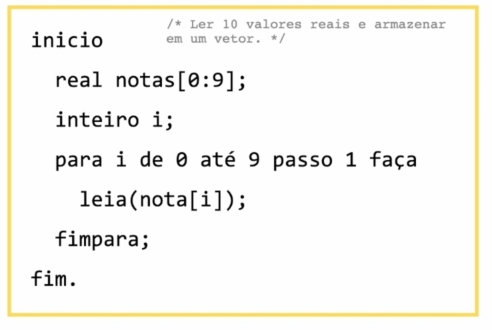 /* Ler 10 valores reais e armazenar
em um vetor. */
inicio
real notas[0:9];
inteiro i;
para i de 0 até 9 passo 1 faça
leia(nota[i]);
fimpara;
fim.